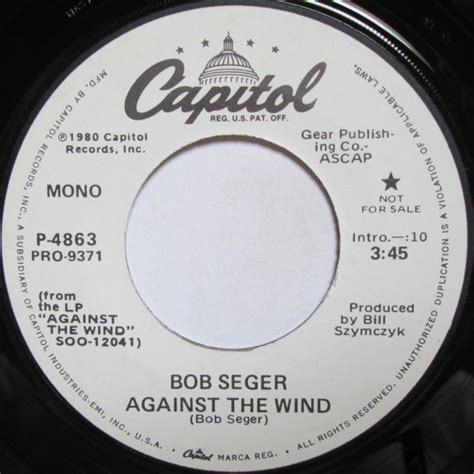 Capitol
REG. U.S. PAT. OFF.
℗1980 Capitol
Records, Inc.
MONO
P-4863
PRO-9371
(from
the LP
"AGAINST
THE WIND"
SOO-12041)
Gear Publish-
ing Co.-
ASCAP
★
NOT
FOR SALE
Intro.—:10
3:45
Produced by
Bill
Szymczyk
BOB SEGER
AGAINST THE WIND
(Bob Seger)
Capitol MARCA REG.
MFD. BY CAPITOL RECORDS, INC., A SUBSIDIARY OF CAPITOL INDUSTRIES-EMI, INC., U.S.A.
ALL RIGHTS RESERVED. UNAUTHORIZED DUPLICATION IS A VIOLATION OF APPLICABLE LAWS.